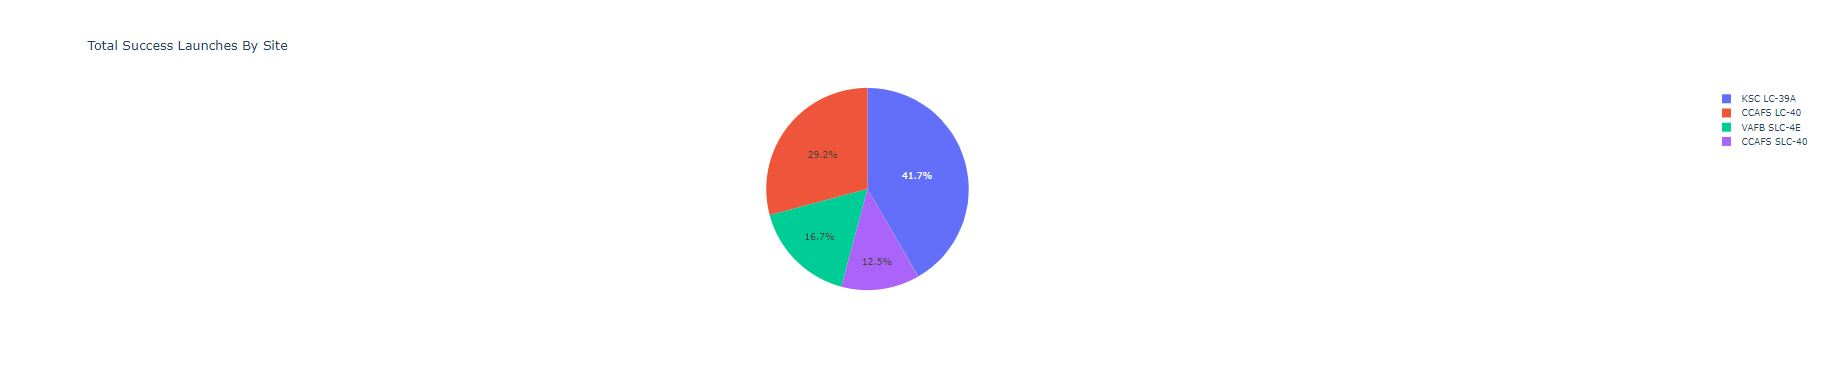 Total Success Launches By Site
KSC LC-39A
CCAFS LC-40
VAFB SLC-4E
CCAFS SLC-40
29.2%
41.7%
16.7%
12.5%